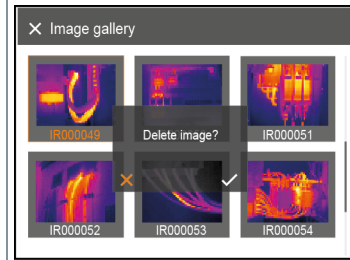 Image gallery
IR000049
Delete image?
IR000051
IR000052
IR000053
IR000054